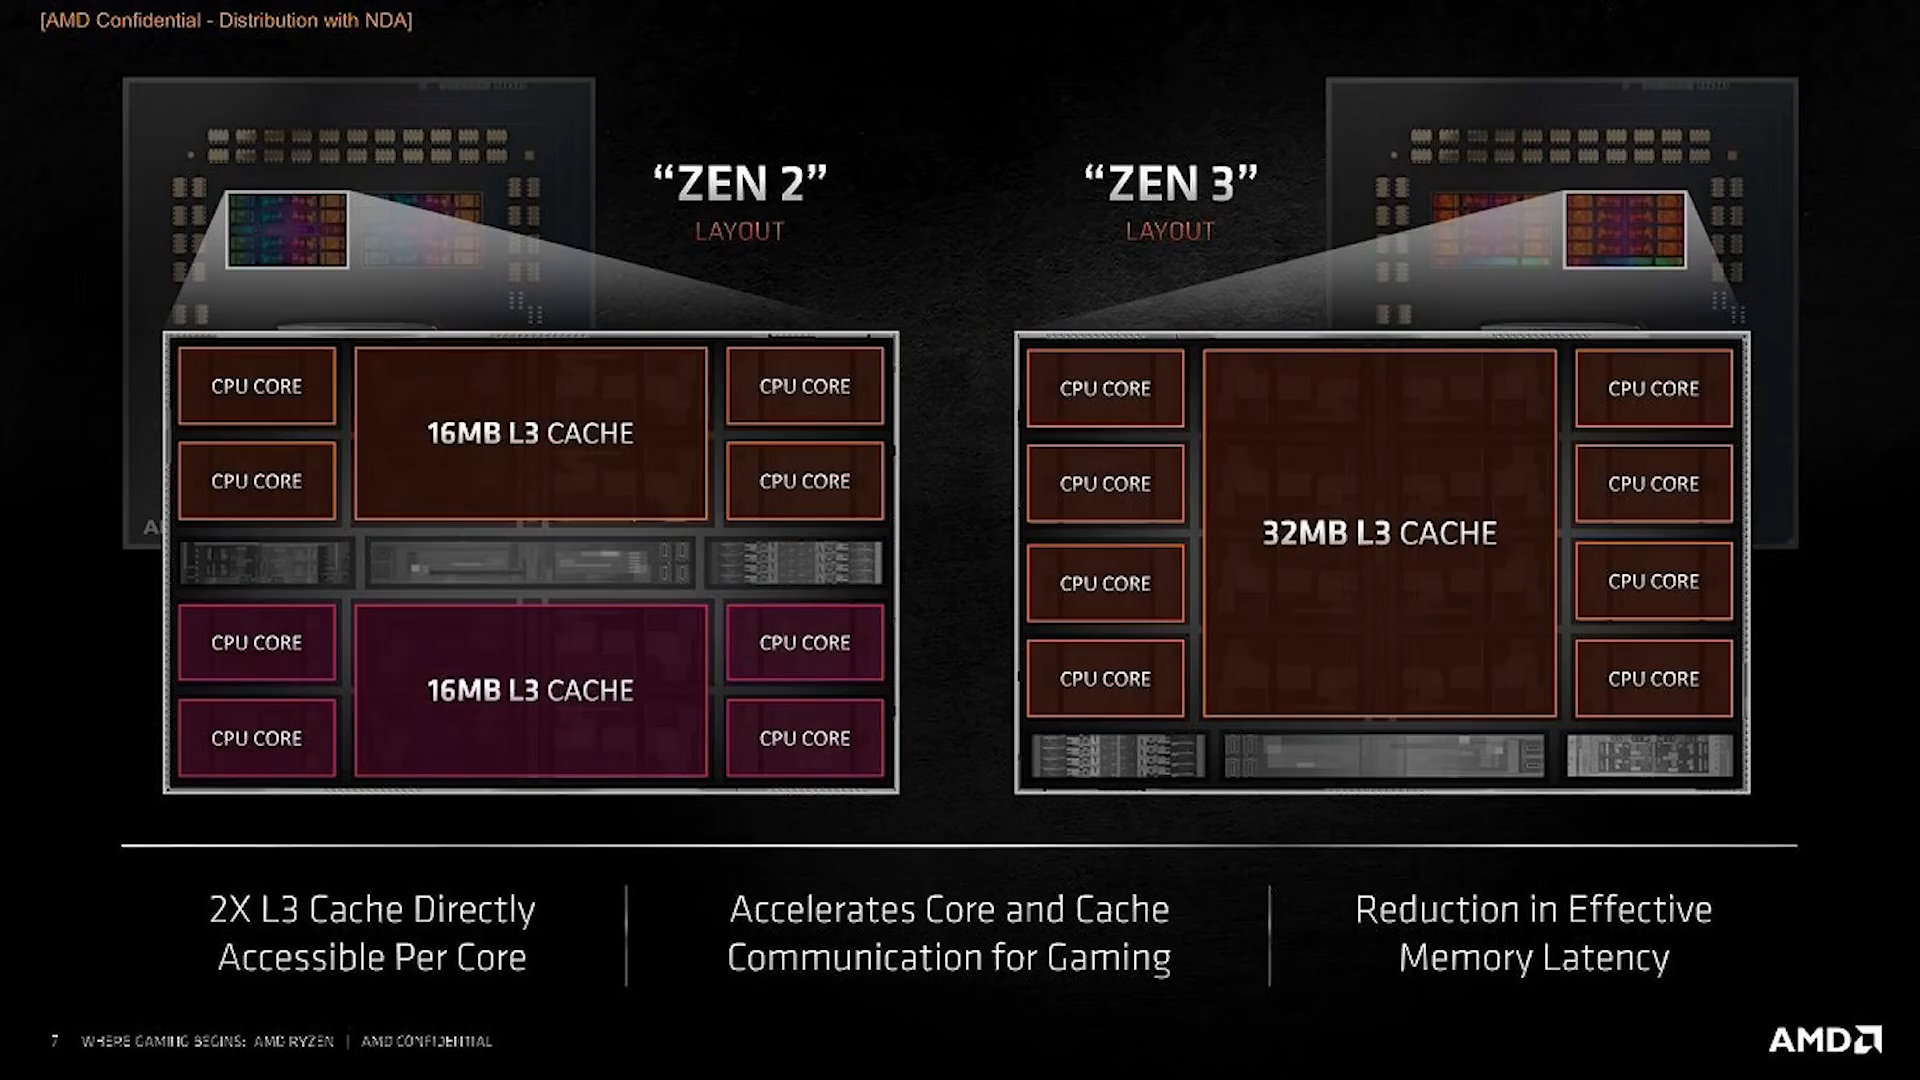 [AMD Confidential - Distribution with NDA]
“ZEN 2”
LAYOUT
“ZEN 3”
LAYOUT
CPU CORE
16MB L3 CACHE
CPU CORE
CPU CORE
CPU CORE
CPU CORE
16MB L3 CACHE
CPU CORE
CPU CORE
CPU CORE
CPU CORE
32MB L3 CACHE
CPU CORE
CPU CORE
CPU CORE
CPU CORE
CPU CORE
CPU CORE
CPU CORE
2X L3 Cache Directly
Accessible Per Core
Accelerates Core and Cache
Communication for Gaming
Reduction in Effective
Memory Latency
7 WHERE GAMING BEGINS: AMD RYZEN | AMD CONFIDENTIAL
AMD